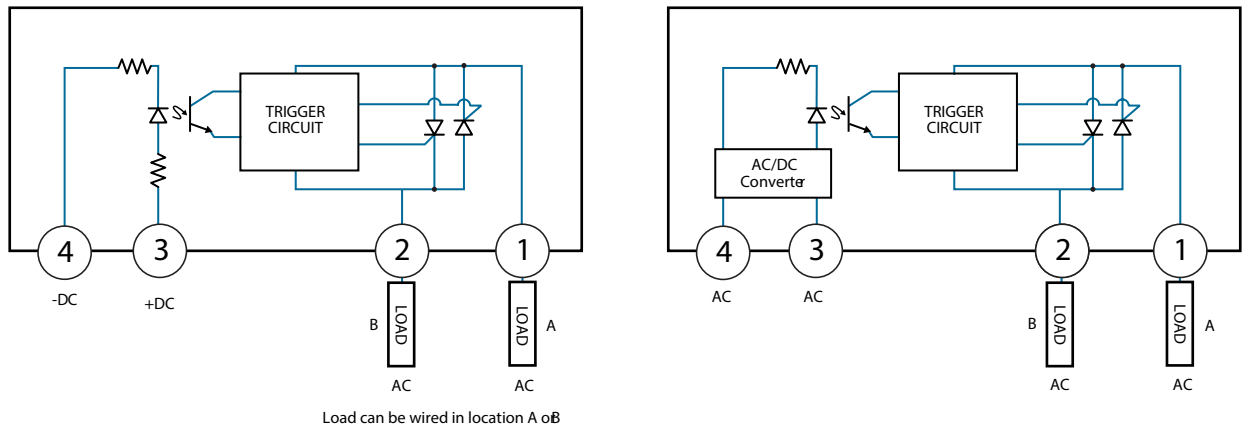 TRIGGER
CIRCUIT
4
3
2
1
-DC
+DC
B
LOAD
LOAD
A
AC
AC
Load can be wired in location A or B
TRIGGER
CIRCUIT
AC/DC
Converter
4
3
2
1
AC
AC
B
LOAD
LOAD
A
AC
AC